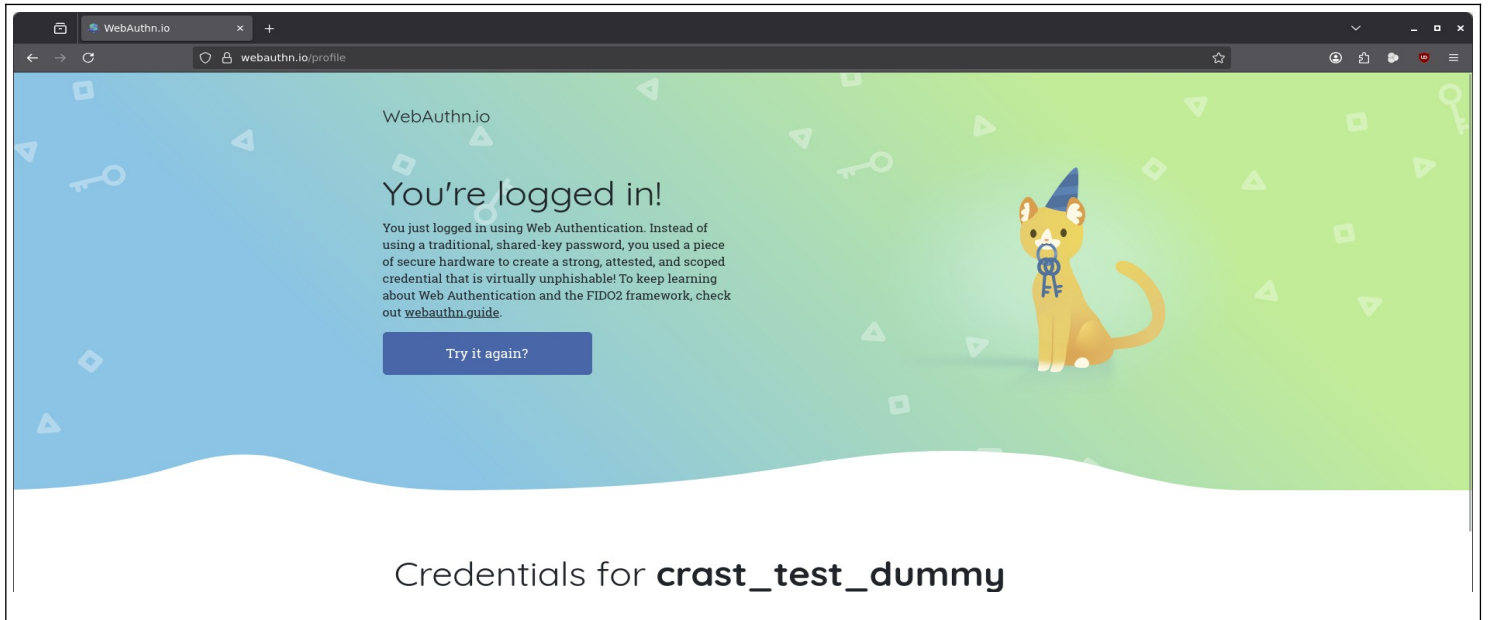 WebAuthn.io
webauthn.io/profile
WebAuthn.io
You're logged in!
You just logged in using Web Authentication. Instead of
using a traditional, shared-key password, you used a piece
of secure hardware to create a strong, attested, and scoped
credential that is virtually unphishable! To keep learning
about Web Authentication and the FIDO2 framework, check
out webauthn.guide.
Try it again?
Credentials for crast_test_dummy